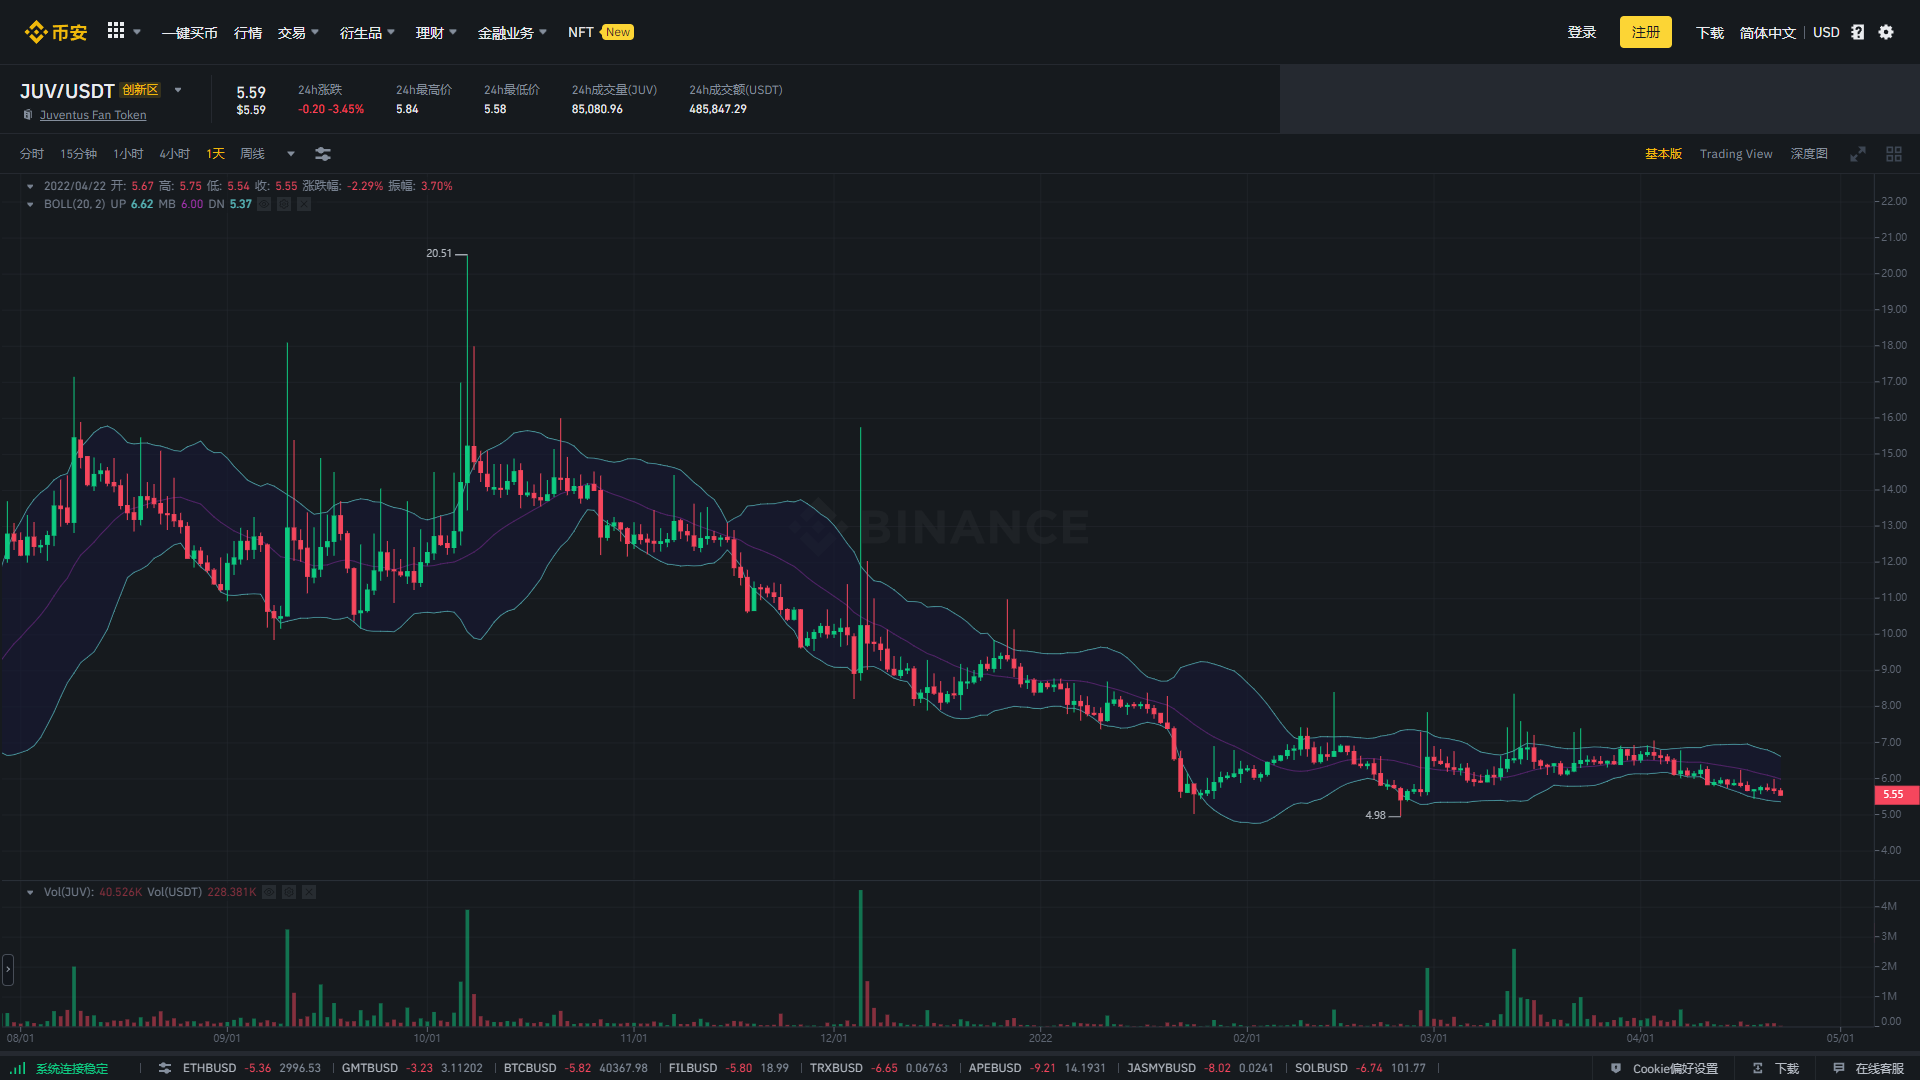 币安 一键买币 行情 交易 衍生品 理财 金融业务 NFT New 登录 注册 下载 简体中文 USD
JUV/USDT 创新区
Juventus Fan Token
5.59
$5.59
24h涨跌
-0.20 -3.45%
24h最高价
5.84
24h最低价
5.58
24h成交量(JUV)
85,080.96
24h成交额(USDT)
485,847.29
分时 15分钟 1小时 4小时 1天 周线 基本版 Trading View 深度图
2022/04/22 开: 5.67 高: 5.75 低: 5.54 收: 5.55 涨跌幅: -2.29% 振幅: 3.70%
BOLL(20, 2) UP 6.62 MB 6.00 DN 5.37
22.00
21.00
20.51
20.00
19.00
18.00
17.00
16.00
15.00
14.00
13.00
BINANCE
12.00
11.00
10.00
9.00
8.00
7.00
6.00
5.55
5.00
4.98
4.00
Vol(JUV): 40.526K Vol(USDT) 228.381K
4M
3M
2M
1M
0.00
08/01 09/01 10/01 11/01 12/01 2022 02/01 03/01 04/01 05/01
系统连接稳定 ETHBUSD -5.36 2996.53 GMTBUSD -3.23 3.11202 BTCBUSD -5.82 40367.98 FILBUSD -5.80 18.99 TRXBUSD -6.65 0.06763 APEBUSD -9.21 14.1931 JASMYBUSD -8.02 0.0241 SOLBUSD -6.74 101.77 Cookie偏好设置 下载 在线客服